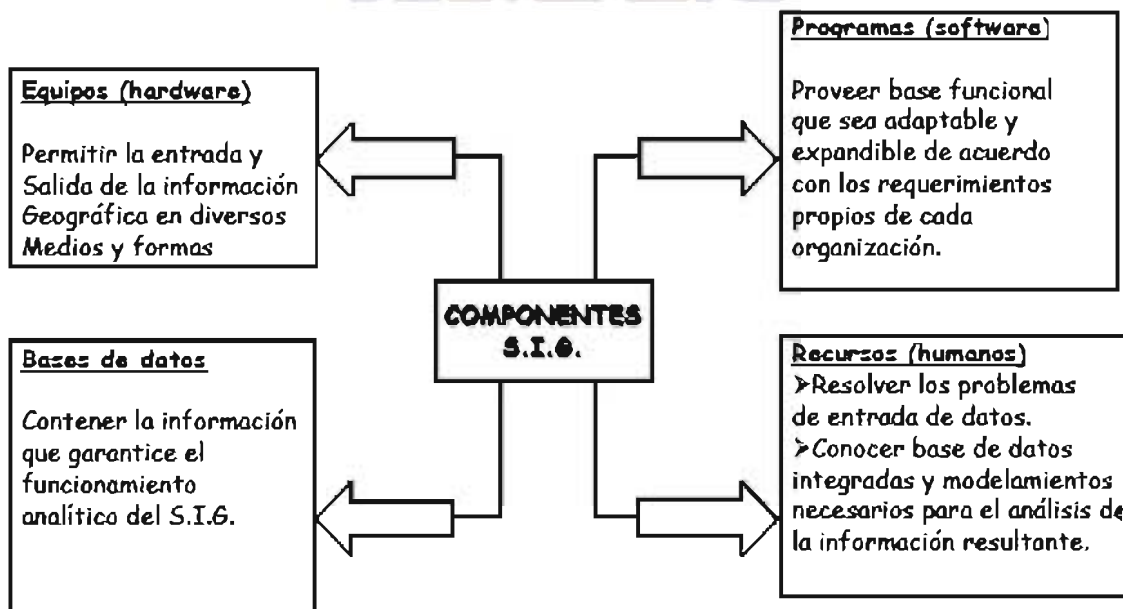 Equipos (hardware)
Permitir la entrada y
Salida de la información
Geográfica en diversos
Medios y formas
Programas (software)
Proveer base funcional
que sea adaptable y
expandible de acuerdo
con los requerimientos
propios de cada
organización.
COMPONENTES
S.I.G.
Bases de datos
Contener la información
que garantice el
funcionamiento
analítico del S.I.G.
Recursos (humanos)
➢Resolver los problemas
de entrada de datos.
➢Conocer base de datos
integradas y modelamientos
necesarios para el análisis de
la información resultante.